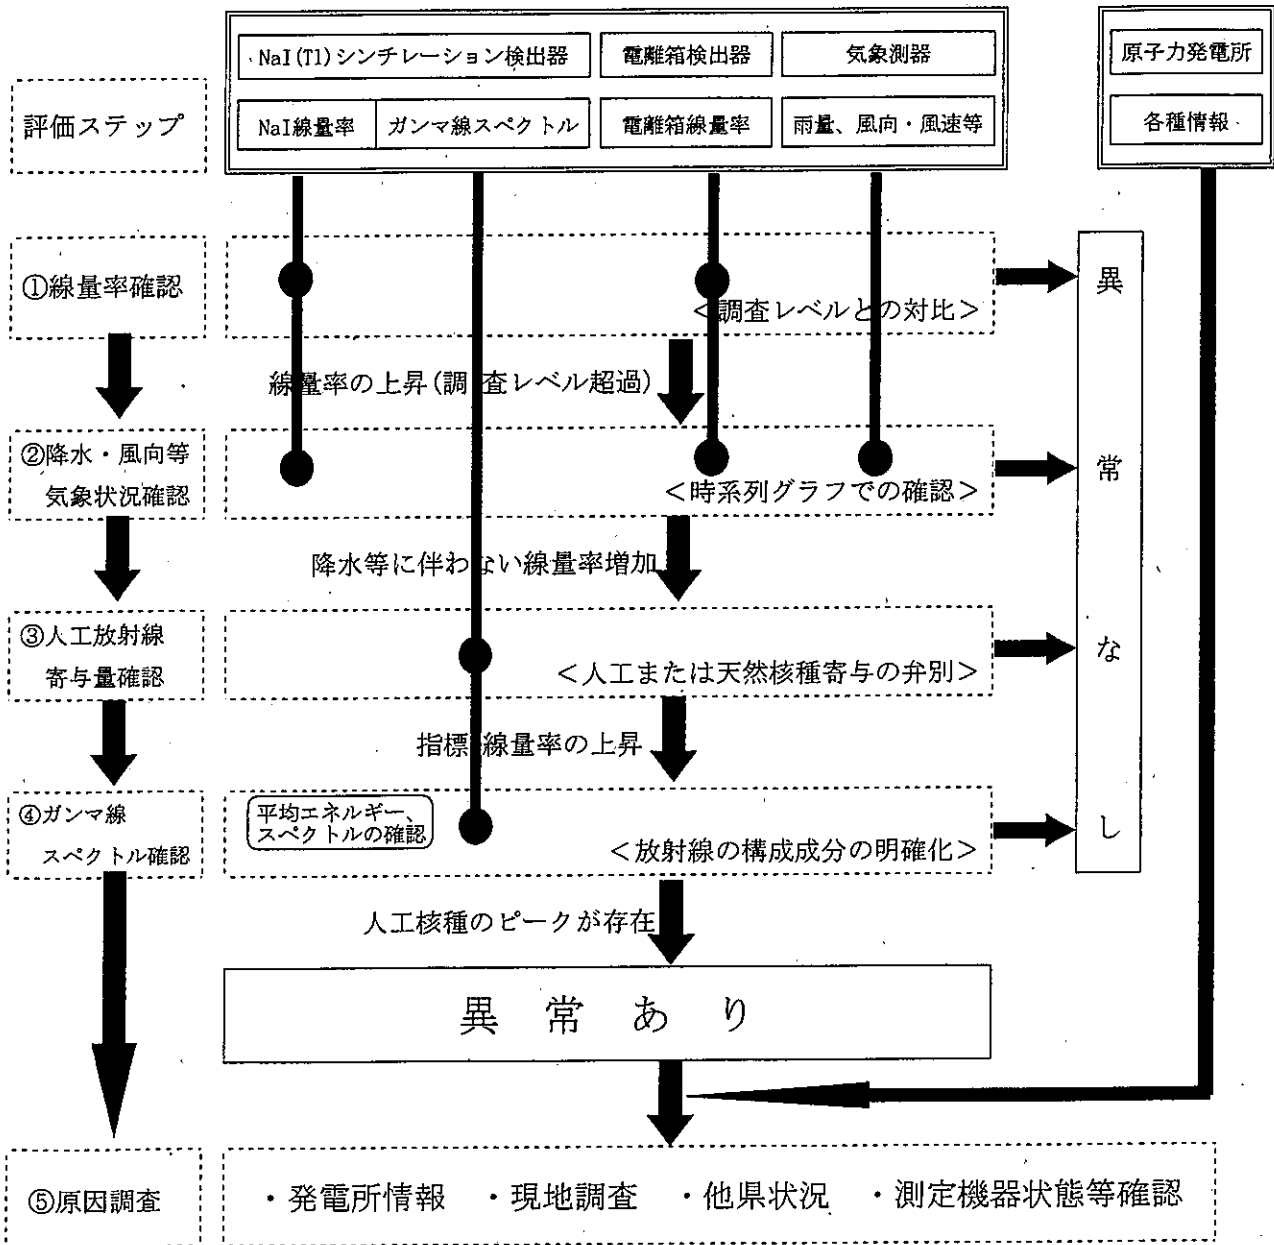 NaI(Tl)シンチレーション検出器
電離箱検出器
気象測器
原子力発電所
評価ステップ
NaI線量率
ガンマ線スペクトル
電離箱線量率
雨量、風向・風速等
各種情報
①線量率確認
<調査レベルとの対比>
線量率の上昇(調査レベル超過)
②降水・風向等
気象状況確認
<時系列グラフでの確認>
降水等に伴わない線量率増加
③人工放射線
寄与量確認
<人工または天然核種寄与の弁別>
指標線量率の上昇
④ガンマ線
スペクトル確認
平均エネルギー、
スペクトルの確認
<放射線の構成成分の明確化>
異常なし
人工核種のピークが存在
異常あり
⑤原因調査
・発電所情報 ・現地調査 ・他県状況 ・測定機器状態等確認